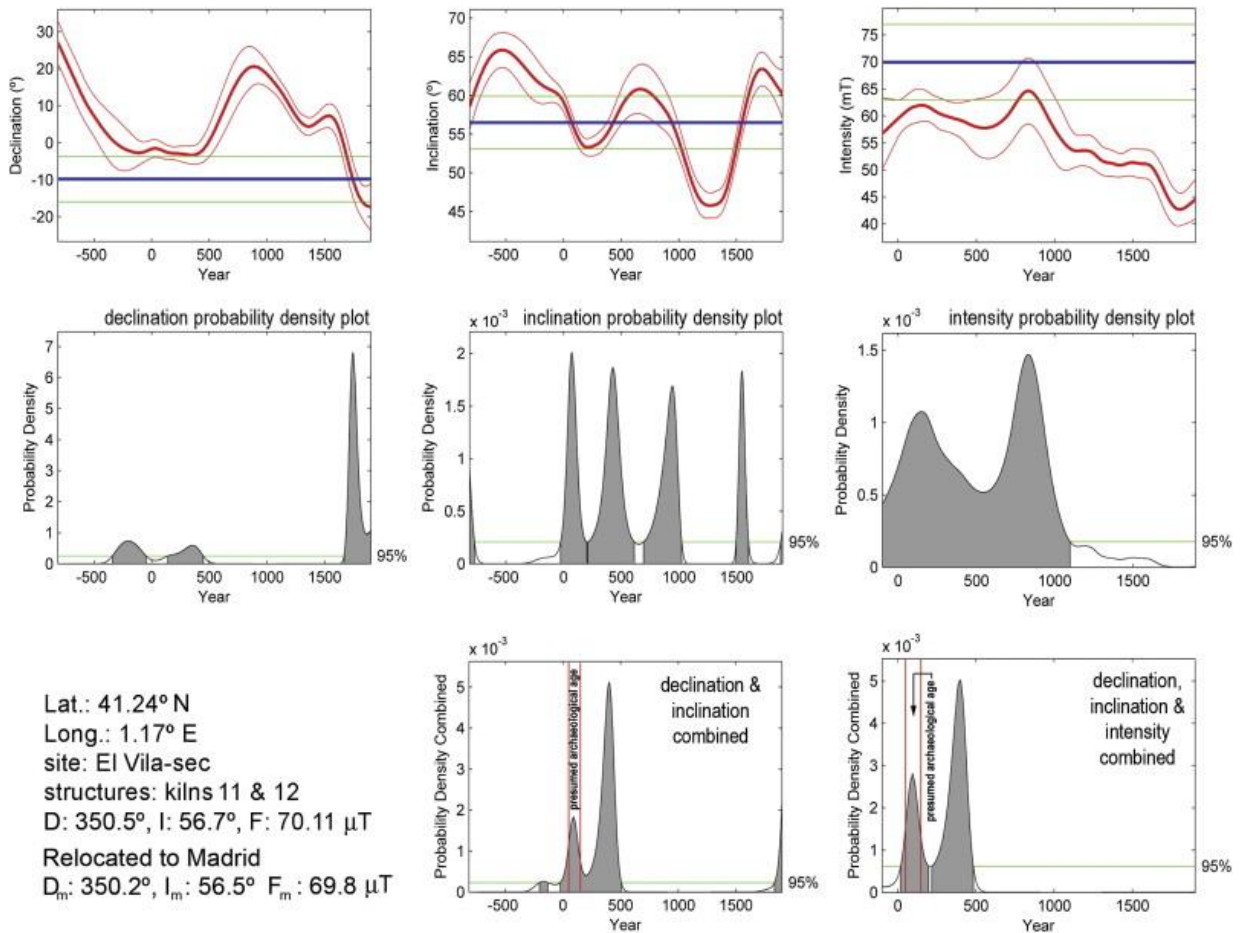 30
20
10
0
-10
-20
Declination (º)
-500 0 500 1000 1500
Year
70
65
60
55
50
45
Inclination (º)
-500 0 500 1000 1500
Year
75
70
65
60
55
50
45
40
Intensity (mT)
0 500 1000 1500
Year
declination probability density plot
7
6
5
4
3
2
1
0
Probability Density
95%
-500 0 500 1000 1500
Year
x 10-3
inclination probability density plot
2
1.5
1
0.5
0
Probability Density
95%
-500 0 500 1000 1500
Year
x 10-3
intensity probability density plot
1.5
1
0.5
0
Probability Density
95%
0 500 1000 1500
Year
Lat.: 41.24º N
Long.: 1.17º E
site: El Vila-sec
structures: kilns 11 & 12
D: 350.5º, I: 56.7º, F: 70.11 μT
Relocated to Madrid
Dm: 350.2º, Im: 56.5º Fm: 69.8 μT
x 10-3
5
4
3
2
1
0
Probability Density Combined
presumed archaeological age
declination &
inclination
combined
95%
-500 0 500 1000 1500
Year
x 10-3
5
4
3
2
1
0
Probability Density Combined
presumed archaeological age
declination,
inclination &
intensity
combined
95%
0 500 1000 1500
Year